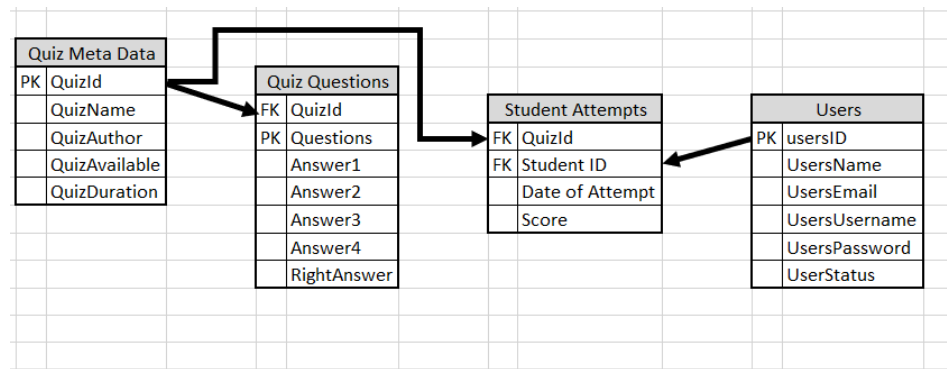 Quiz Meta Data
PK QuizId
QuizName
QuizAuthor
QuizAvailable
QuizDuration
Quiz Questions
FK QuizId
PK Questions
Answer1
Answer2
Answer3
Answer4
RightAnswer
Student Attempts
FK QuizId
FK Student ID
Date of Attempt
Score
Users
PK usersID
UsersName
UsersEmail
UsersUsername
UsersPassword
UserStatus